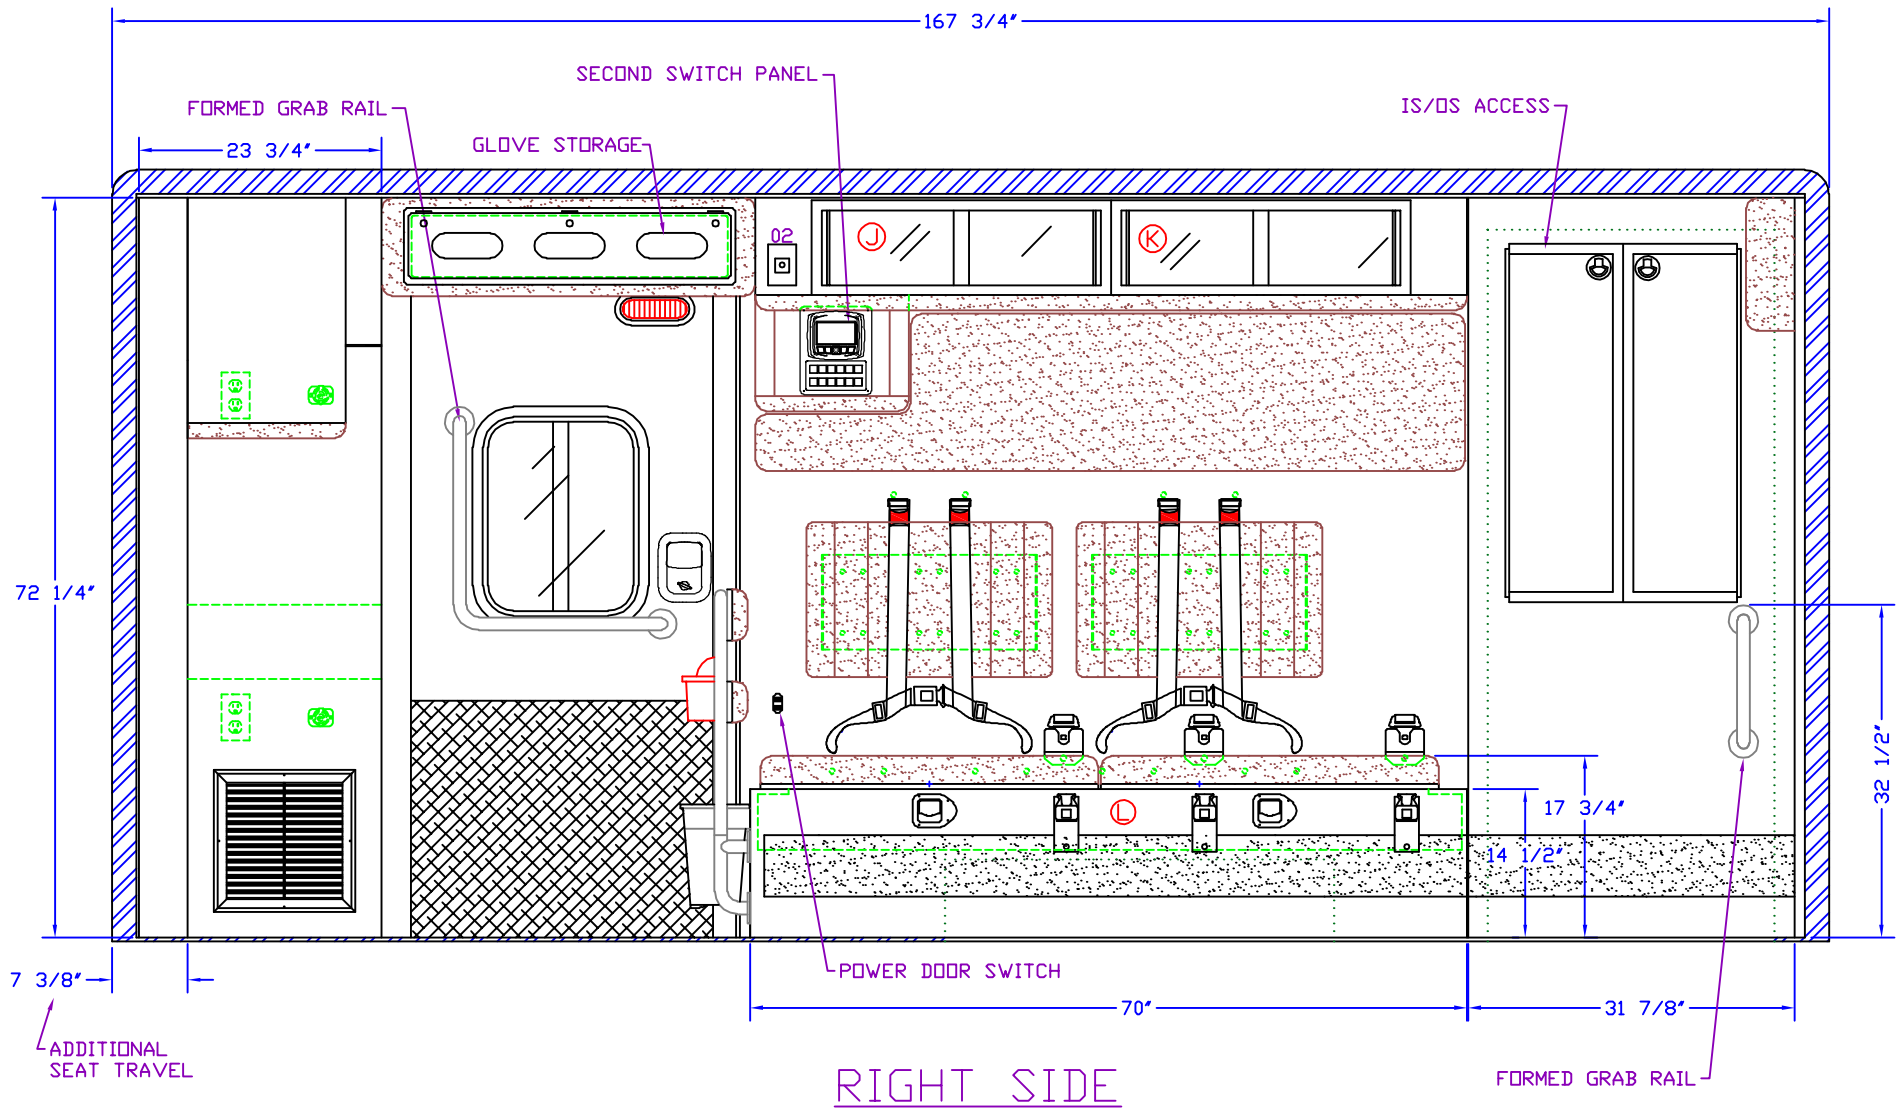 167 3/4"
SECOND SWITCH PANEL
FORMED GRAB RAIL
IS/OS ACCESS
GLOVE STORAGE
23 3/4"
O2
J
K
72 1/4"
32 1/2"
17 3/4"
L
14 1/2"
POWER DOOR SWITCH
7 3/8"
70"
31 7/8"
ADDITIONAL
SEAT TRAVEL
FORMED GRAB RAIL
RIGHT SIDE